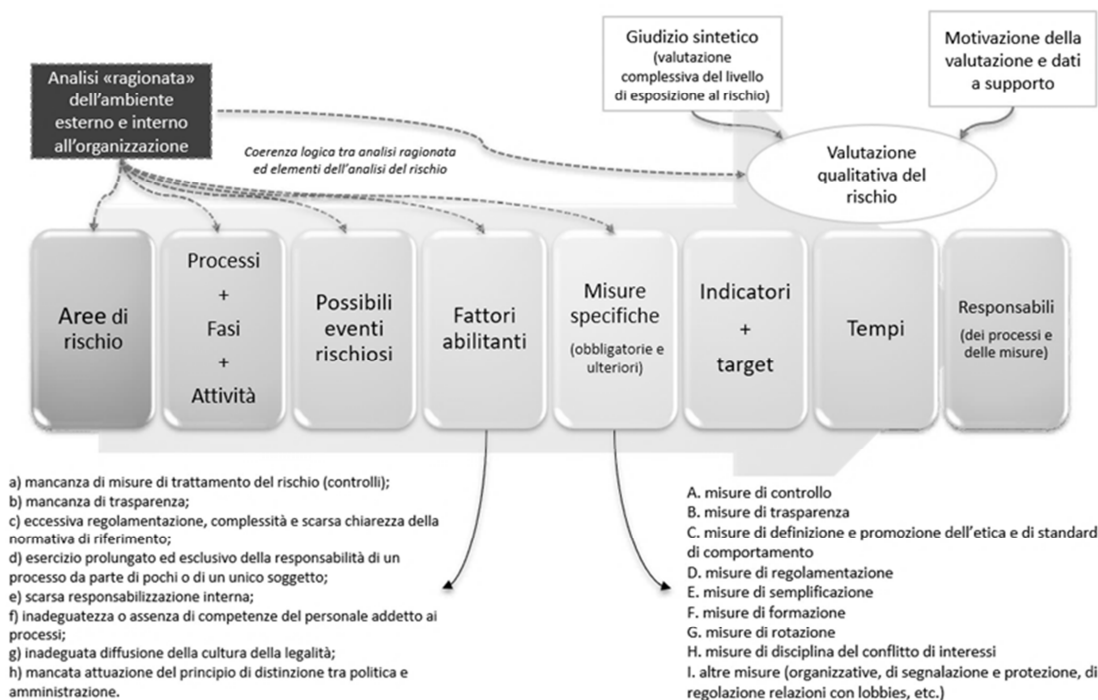 Analisi «ragionata»
dell'ambiente
esterno e interno
all'organizzazione
Giudizio sintetico
(valutazione
complessiva del livello
di esposizione al rischio)
Motivazione della
valutazione e dati
a supporto
Coerenza logica tra analisi ragionata
ed elementi dell'analisi del rischio
Valutazione
qualitativa del
rischio
Aree di
rischio
Processi
+
Fasi
+
Attività
Possibili
eventi
rischiosi
Fattori
abilitanti
Misure
specifiche
(obbligatorie e
ulteriori)
Indicatori
+
target
Tempi
Responsabili
(dei processi e
delle misure)
a) mancanza di misure di trattamento del rischio (controlli);
b) mancanza di trasparenza;
c) eccessiva regolamentazione, complessità e scarsa chiarezza della
normativa di riferimento;
d) esercizio prolungato ed esclusivo della responsabilità di un
processo da parte di pochi o di un unico soggetto;
e) scarsa responsabilizzazione interna;
f) inadeguatezza o assenza di competenze del personale addetto ai
processi;
g) inadeguata diffusione della cultura della legalità;
h) mancata attuazione del principio di distinzione tra politica e
amministrazione.
A. misure di controllo
B. misure di trasparenza
C. misure di definizione e promozione dell'etica e di standard
di comportamento
D. misure di regolamentazione
E. misure di semplificazione
F. misure di formazione
G. misure di rotazione
H. misure di disciplina del conflitto di interessi
I. altre misure (organizzative, di segnalazione e protezione, di
regolazione relazioni con lobbies, etc.)